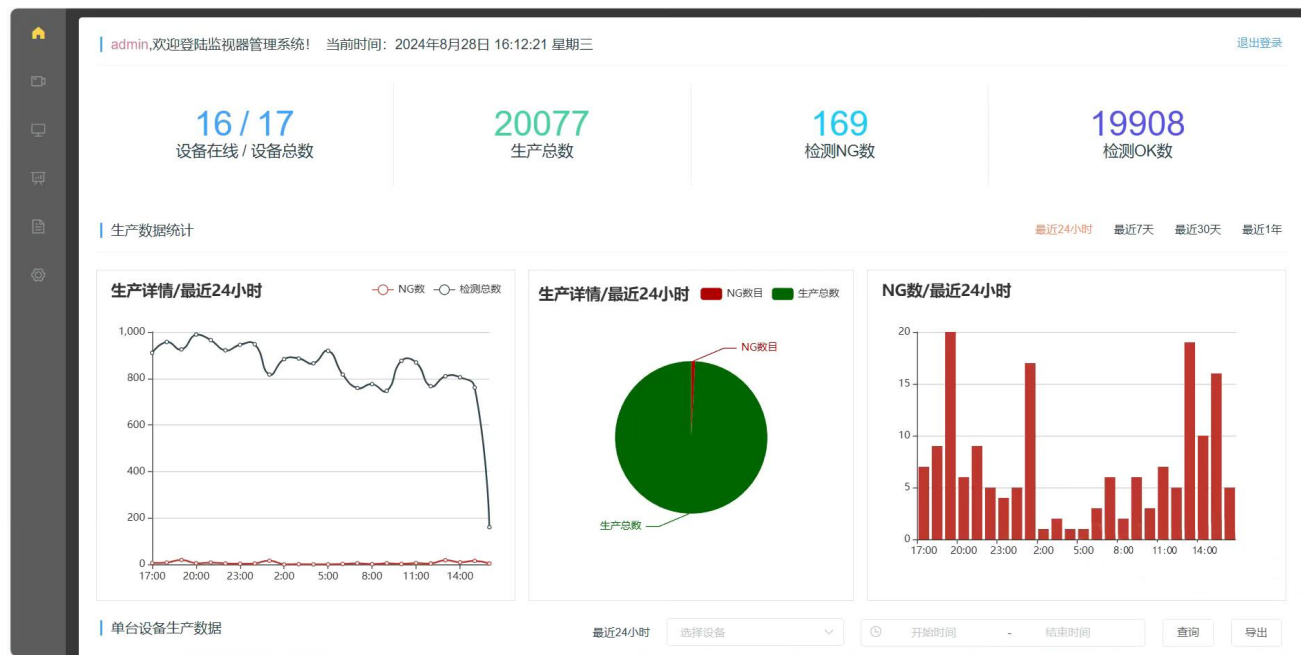 admin,欢迎登陆监视器管理系统! 当前时间:2024年8月28日 16:12:21 星期三
退出登录
16 / 17
设备在线 / 设备总数
20077
生产总数
169
检测NG数
19908
检测OK数
生产数据统计
最近24小时 最近7天 最近30天 最近1年
生产详情/最近24小时
NG数 检测总数
1,000
800
600
400
200
0
17:00 20:00 23:00 2:00 5:00 8:00 11:00 14:00
生产详情/最近24小时
NG数目 生产总数
NG数目
生产总数
NG数/最近24小时
20
15
10
5
0
17:00 20:00 23:00 2:00 5:00 8:00 11:00 14:00
单台设备生产数据
最近24小时 选择设备 开始时间 - 结束时间 查询 导出